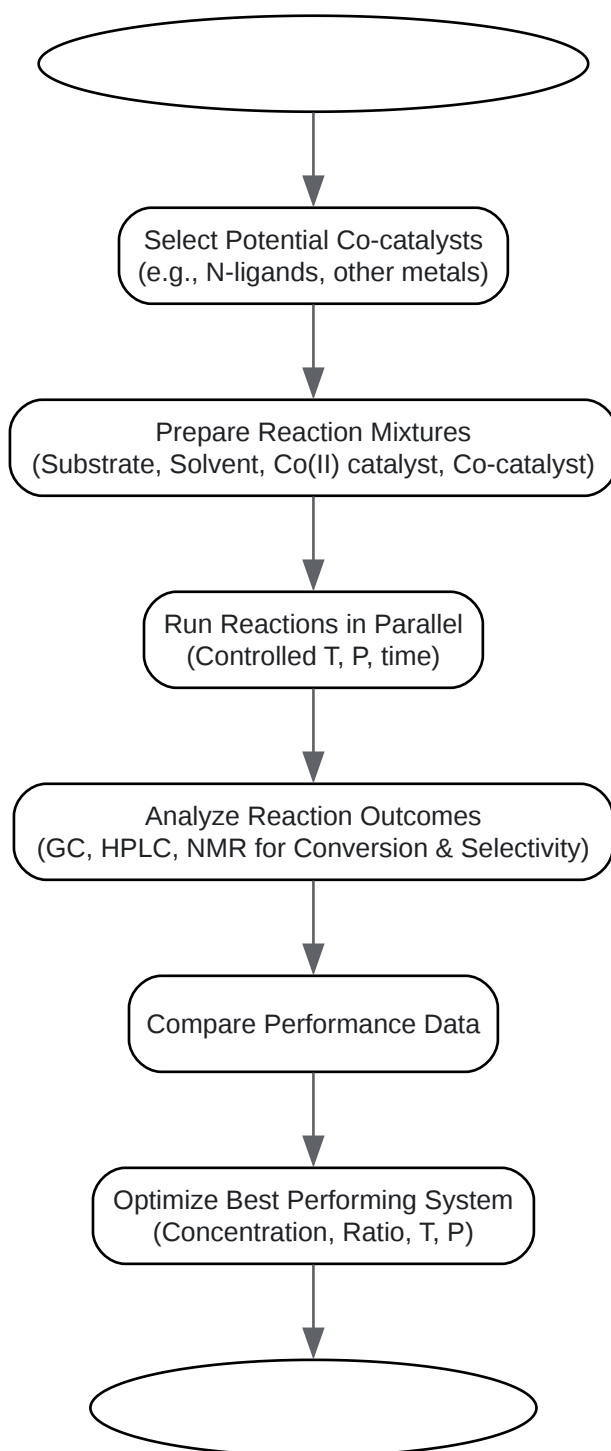 Select Potential Co-catalysts
(e.g., N-ligands, other metals)
Prepare Reaction Mixtures
(Substrate, Solvent, Co(II) catalyst, Co-catalyst)
Run Reactions in Parallel
(Controlled T, P, time)
Analyze Reaction Outcomes
(GC, HPLC, NMR for Conversion & Selectivity)
Compare Performance Data
Optimize Best Performing System
(Concentration, Ratio, T, P)